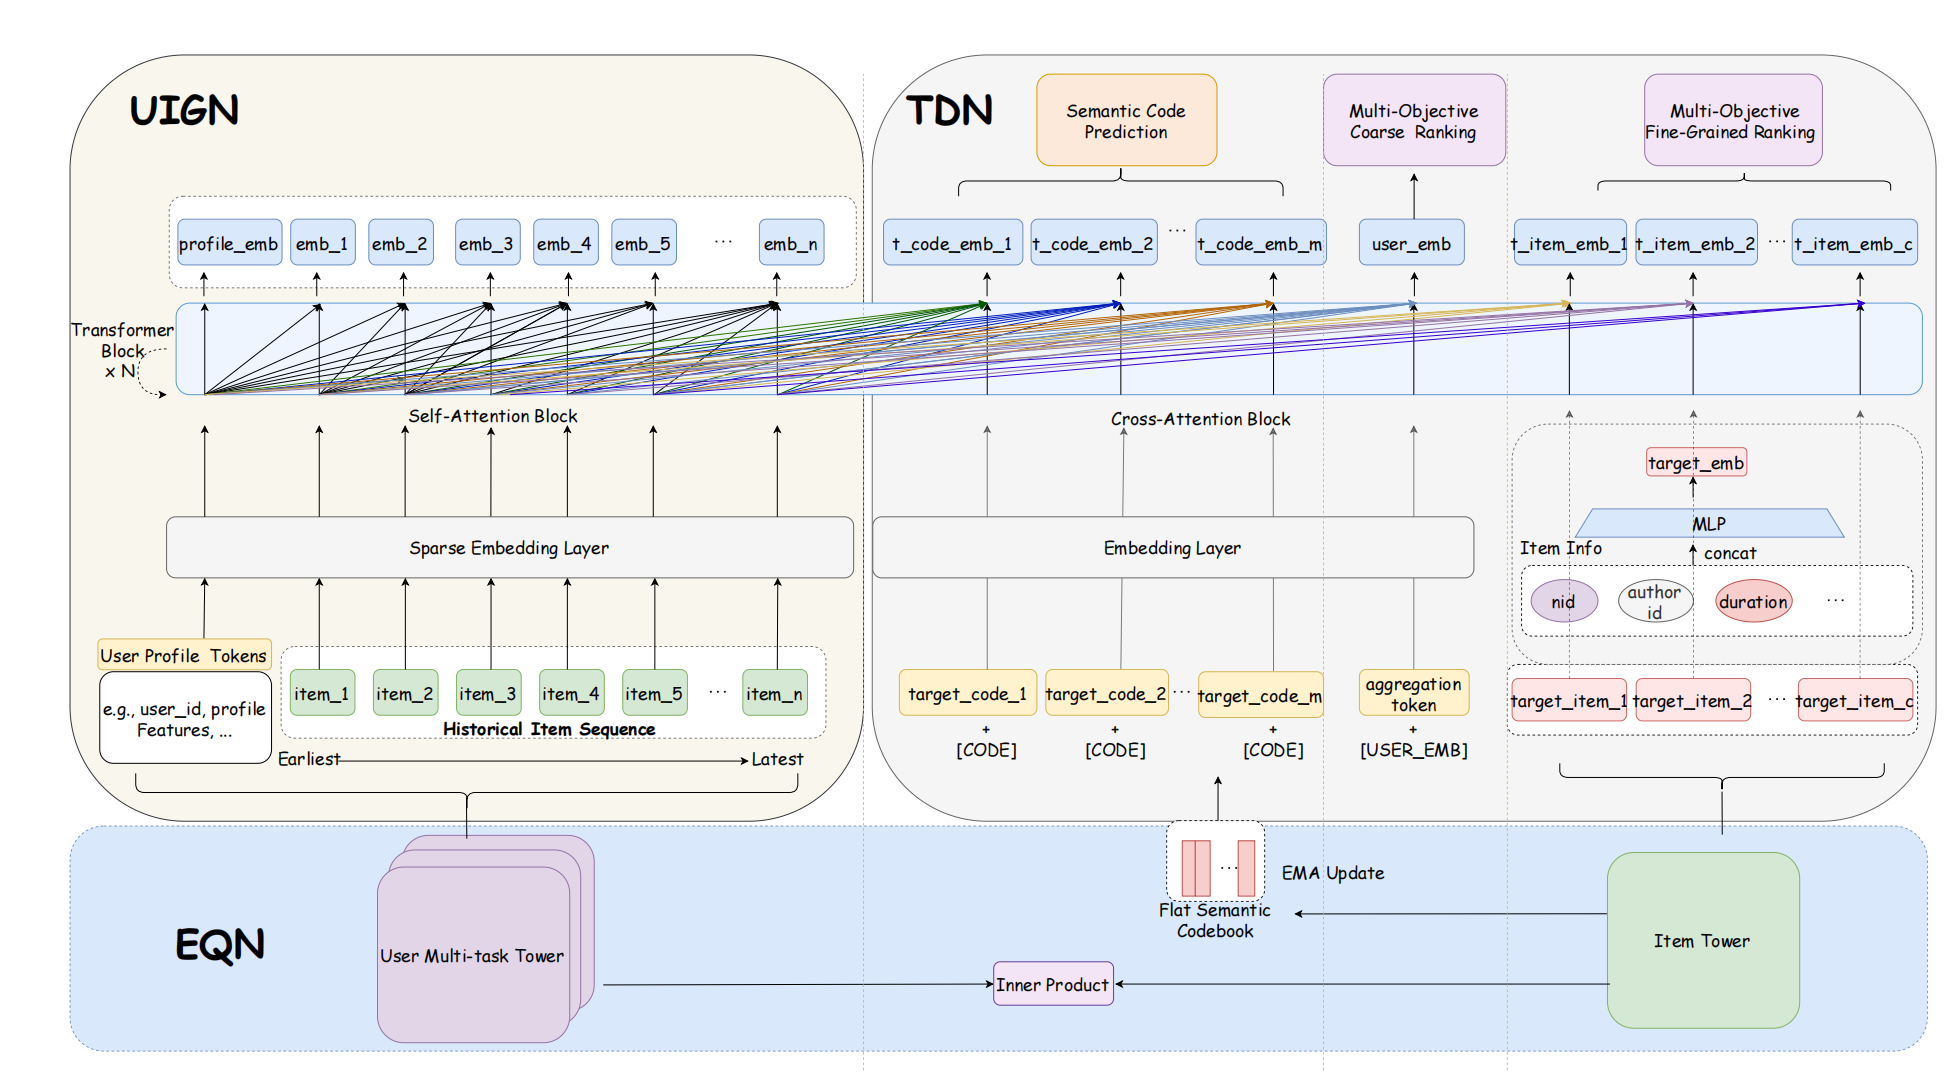 UIGN
TDN
Semantic Code
Prediction
Multi-Objective
Coarse Ranking
Multi-Objective
Fine-Grained Ranking
profile_emb
emb_1
emb_2
emb_3
emb_4
emb_5
...
emb_n
t_code_emb_1
t_code_emb_2
...
t_code_emb_m
user_emb
t_item_emb_1
t_item_emb_2
...
t_item_emb_c
Transformer
Block
x N
Self-Attention Block
Cross-Attention Block
target_emb
MLP
concat
Item Info
nid
author
id
duration
...
Sparse Embedding Layer
Embedding Layer
User Profile Tokens
e.g., user_id, profile
Features, ...
item_1
item_2
item_3
item_4
item_5
...
item_n
Historical Item Sequence
Earliest
Latest
target_code_1
+
[CODE]
target_code_2
+
[CODE]
...
target_code_m
+
[CODE]
aggregation
token
+
[USER_EMB]
target_item_1
target_item_2
...
target_item_c
EQN
User Multi-task Tower
...
EMA Update
Flat Semantic
Codebook
Inner Product
Item Tower